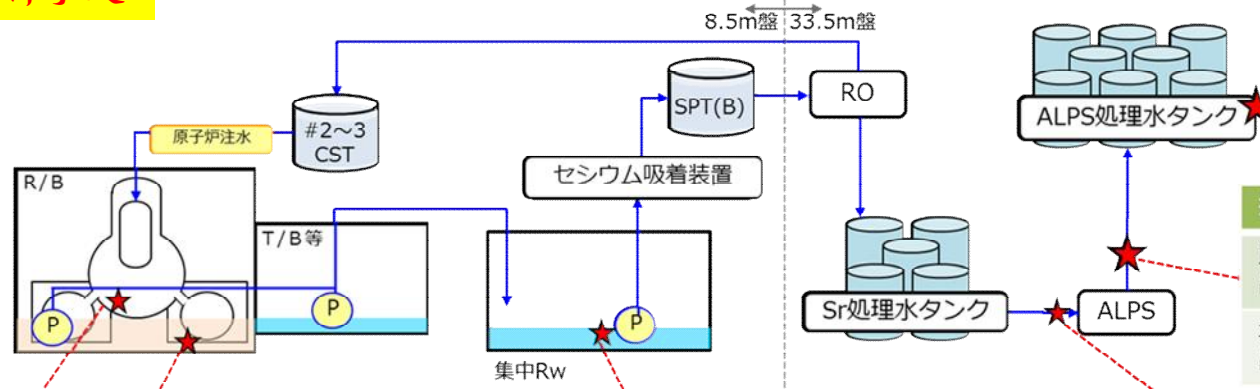 8.5m盤 33.5m盤
原子炉注水
#2~3
CST
SPT(B)
RO
ALPS処理水タンク
R/B
T/B等
セシウム吸着装置
P
P
P
集中Rw
Sr処理水タンク
ALPS